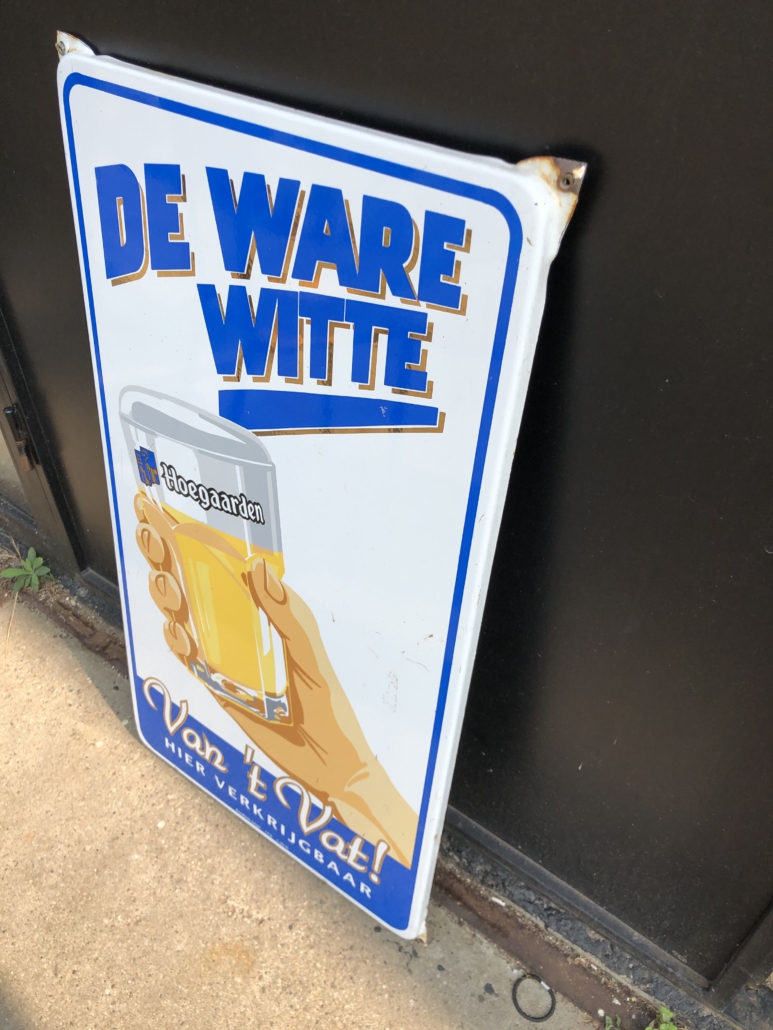 DE WARE
WITTE
Hoegaarden
Van 't Vat!
HIER VERKRIJGBAAR